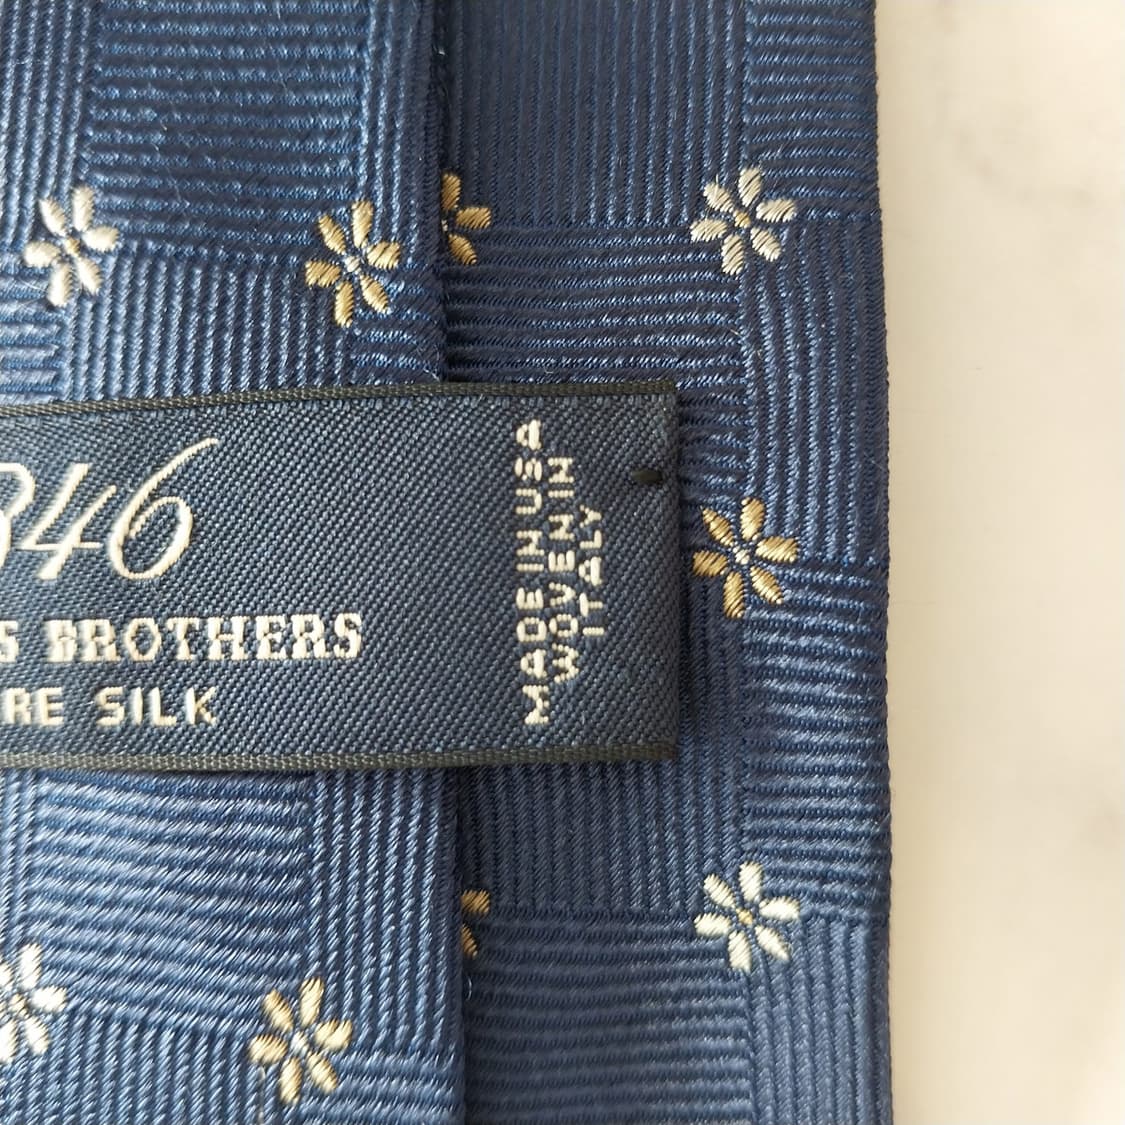 346
S BROTHERS
RE SILK
MADE IN USA
WOVEN IN
ITALY